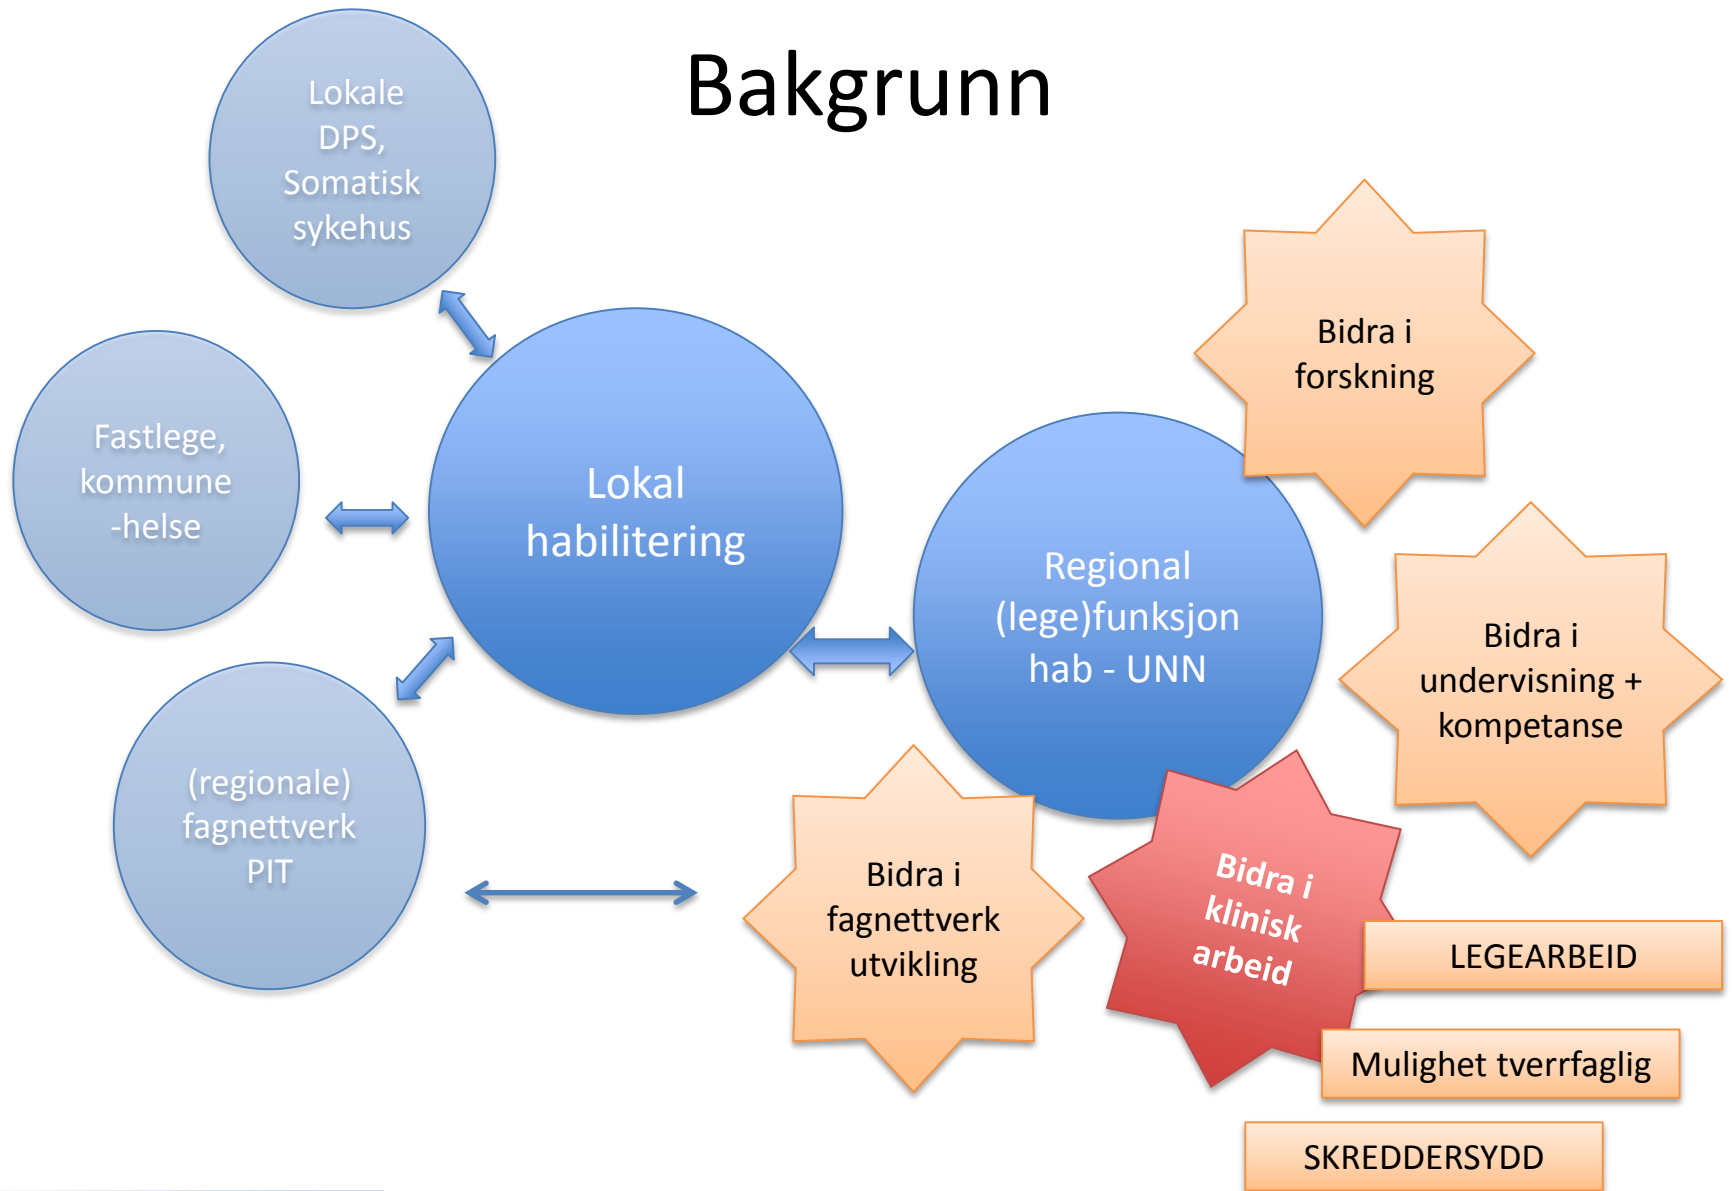 Bakgrunn
Lokale
DPS,
Somatisk
sykehus
Fastlege,
kommune
-helse
(regionale)
fagnettverk
PIT
Lokal
habilitering
Regional
(lege)funksjon
hab - UNN
Bidra i
forskning
Bidra i
undervisning +
kompetanse
Bidra i
fagnettverk
utvikling
Bidra i
klinisk
arbeid
LEGEARBEID
Mulighet tverrfaglig
SKREDDERSYDD